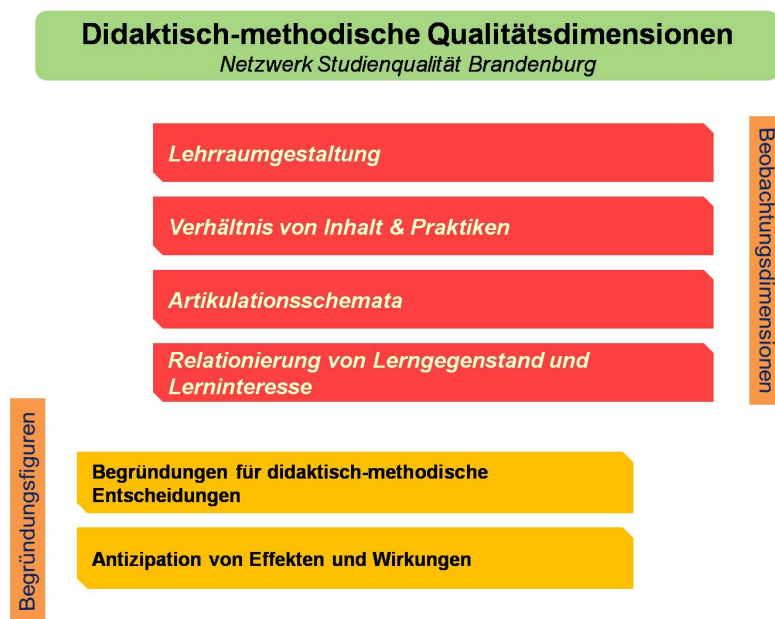 Didaktisch-methodische Qualitätsdimensionen
Netzwerk Studienqualität Brandenburg
Lehrraumgestaltung
Verhältnis von Inhalt & Praktiken
Artikulationsschemata
Relationierung von Lerngegenstand und
Lerninteresse
Beobachtungsdimensionen
Begründungsfiguren
Begründungen für didaktisch-methodische
Entscheidungen
Antizipation von Effekten und Wirkungen